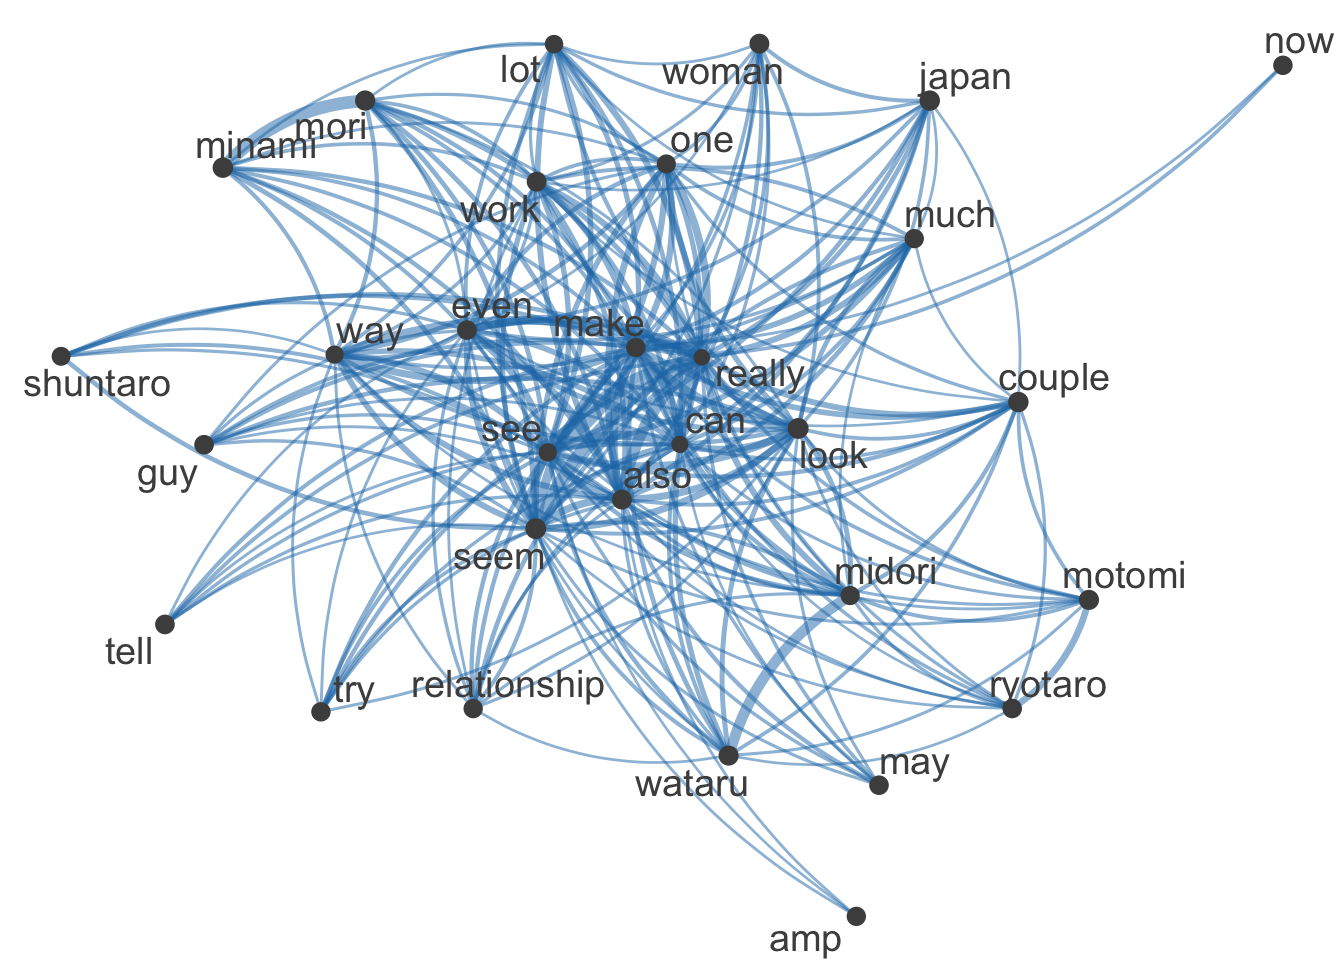 now
lot
woman
japan
mori
minami
one
work
much
even
make
way
really
shuntaro
couple
see
can
guy
look
also
seem
midori
motomi
tell
try
relationship
ryotaro
wataru
may
amp